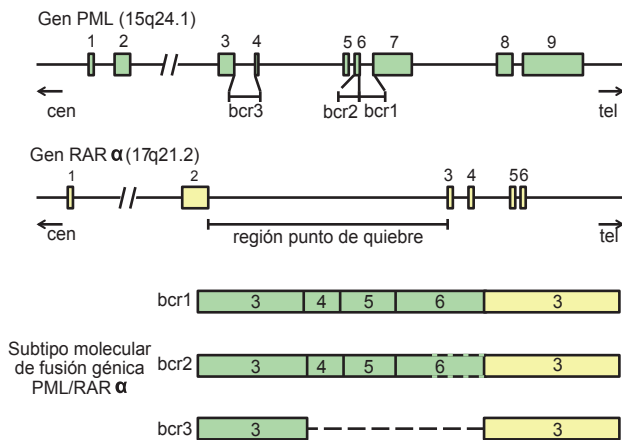 Gen PML (15q24.1)
1 2 3 4 5 6 7 8 9
cen bcr3 bcr2 bcr1 tel
Gen RAR α (17q21.2)
1 2 3 4 5 6
cen región punto de quiebre tel
bcr1 3 4 5 6 3
Subtipo molecular
de fusión génica
PML/RAR α
bcr2 3 4 5 6 3
bcr3 3 3